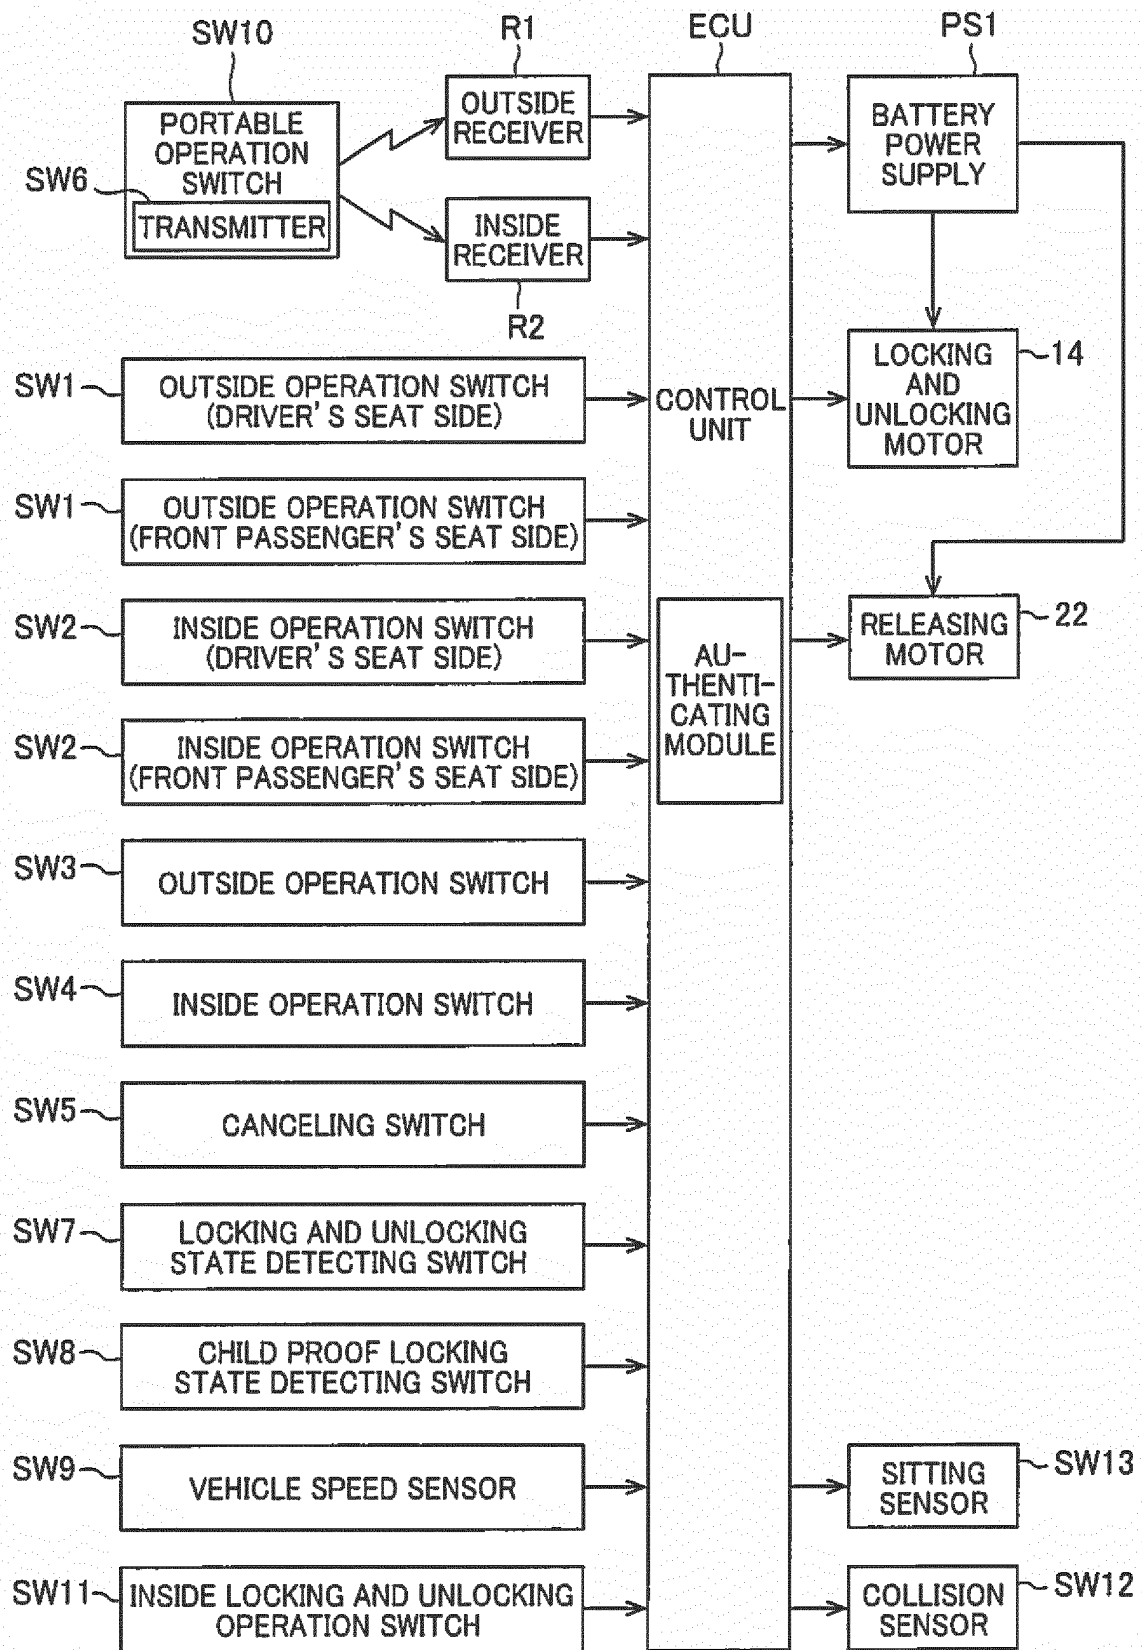 SW10
R1
ECU
PS1
PORTABLE
OPERATION
SWITCH
SW6
TRANSMITTER
OUTSIDE
RECEIVER
INSIDE
RECEIVER
R2
BATTERY
POWER
SUPPLY
LOCKING
AND
UNLOCKING
MOTOR
14
RELEASING
MOTOR
22
CONTROL
UNIT
AU-
THENTI-
CATING
MODULE
SW1
OUTSIDE OPERATION SWITCH
(DRIVER'S SEAT SIDE)
SW1
OUTSIDE OPERATION SWITCH
(FRONT PASSENGER'S SEAT SIDE)
SW2
INSIDE OPERATION SWITCH
(DRIVER'S SEAT SIDE)
SW2
INSIDE OPERATION SWITCH
(FRONT PASSENGER'S SEAT SIDE)
SW3
OUTSIDE OPERATION SWITCH
SW4
INSIDE OPERATION SWITCH
SW5
CANCELING SWITCH
SW7
LOCKING AND UNLOCKING
STATE DETECTING SWITCH
SW8
CHILD PROOF LOCKING
STATE DETECTING SWITCH
SW9
VEHICLE SPEED SENSOR
SW11
INSIDE LOCKING AND UNLOCKING
OPERATION SWITCH
SITTING
SENSOR
SW13
COLLISION
SENSOR
SW12